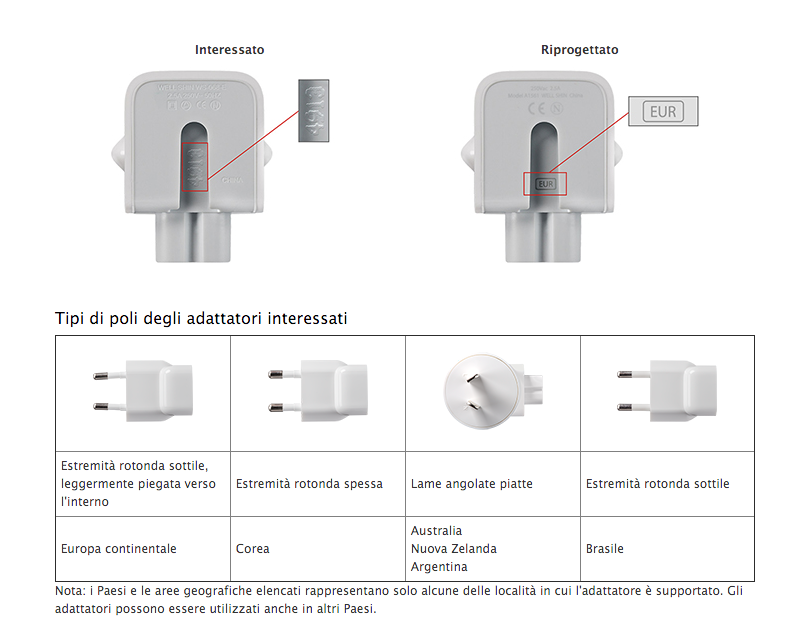 Interessato
Riprogettato
EUR
CHINA
EUR
Tipi di poli degli adattatori interessati
Estremità rotonda sottile,
leggermente piegata verso
l'interno
Estremità rotonda spessa
Lame angolate piatte
Estremità rotonda sottile
Europa continentale
Corea
Australia
Nuova Zelanda
Argentina
Brasile
Nota: i Paesi e le aree geografiche elencati rappresentano solo alcune delle località in cui l'adattatore è supportato. Gli
adattatori possono essere utilizzati anche in altri Paesi.